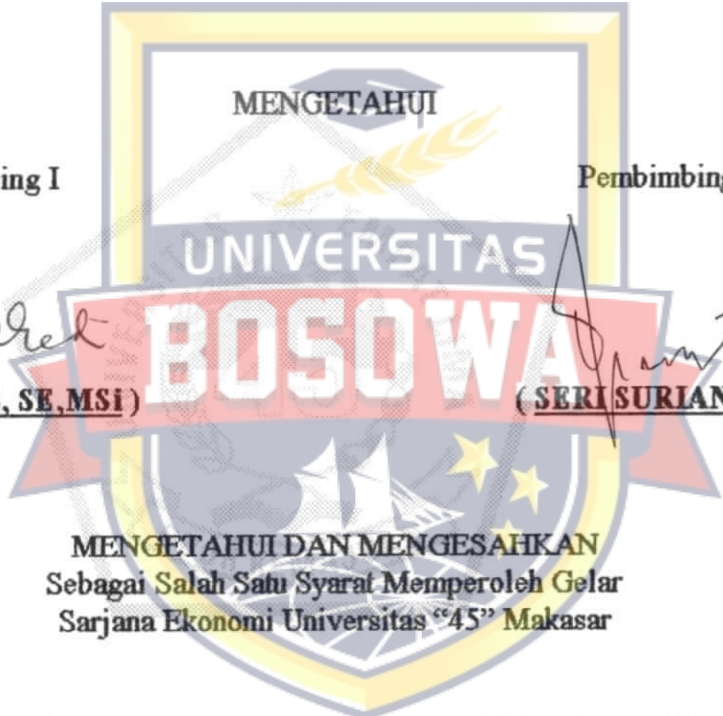 MENGETAHUI
ing I
Pembimbing
UNIVERSITAS
BOSOWA
, SE,MSi )
( SERI SURIAN
MENGETAHUI DAN MENGESAHKAN
Sebagai Salah Satu Syarat Memperoleh Gelar
Sarjana Ekonomi Universitas “45” Makasar